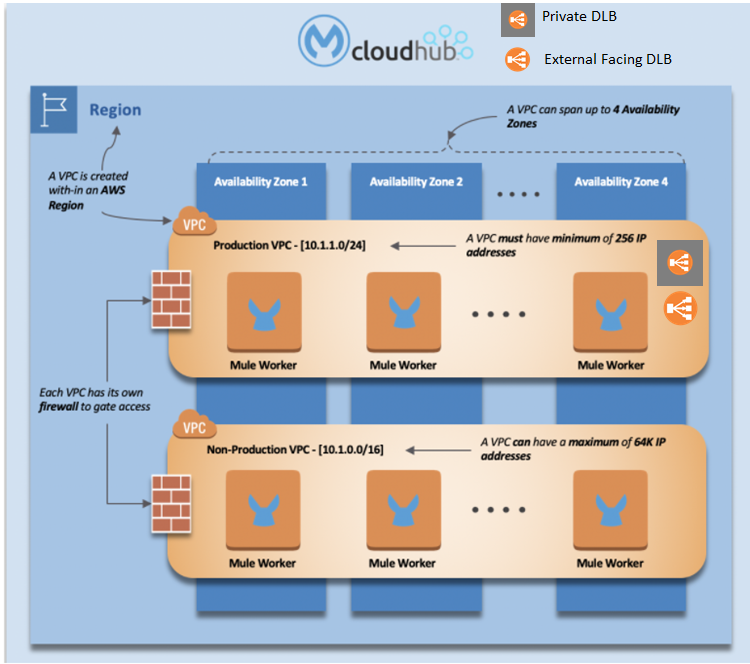 cloudhub
Private DLB
External Facing DLB
Region
A VPC can span up to 4 Availability
Zones
A VPC is created
with-in an AWS
Region
Availability Zone 1
Availability Zone 2
Availability Zone 4
VPC
Production VPC - [10.1.1.0/24]
A VPC must have minimum of 256 IP
addresses
Mule Worker
Mule Worker
Mule Worker
Each VPC has its own
firewall to gate access
VPC
Non-Production VPC - [10.1.0.0/16]
A VPC can have a maximum of 64K IP
addresses
Mule Worker
Mule Worker
Mule Worker